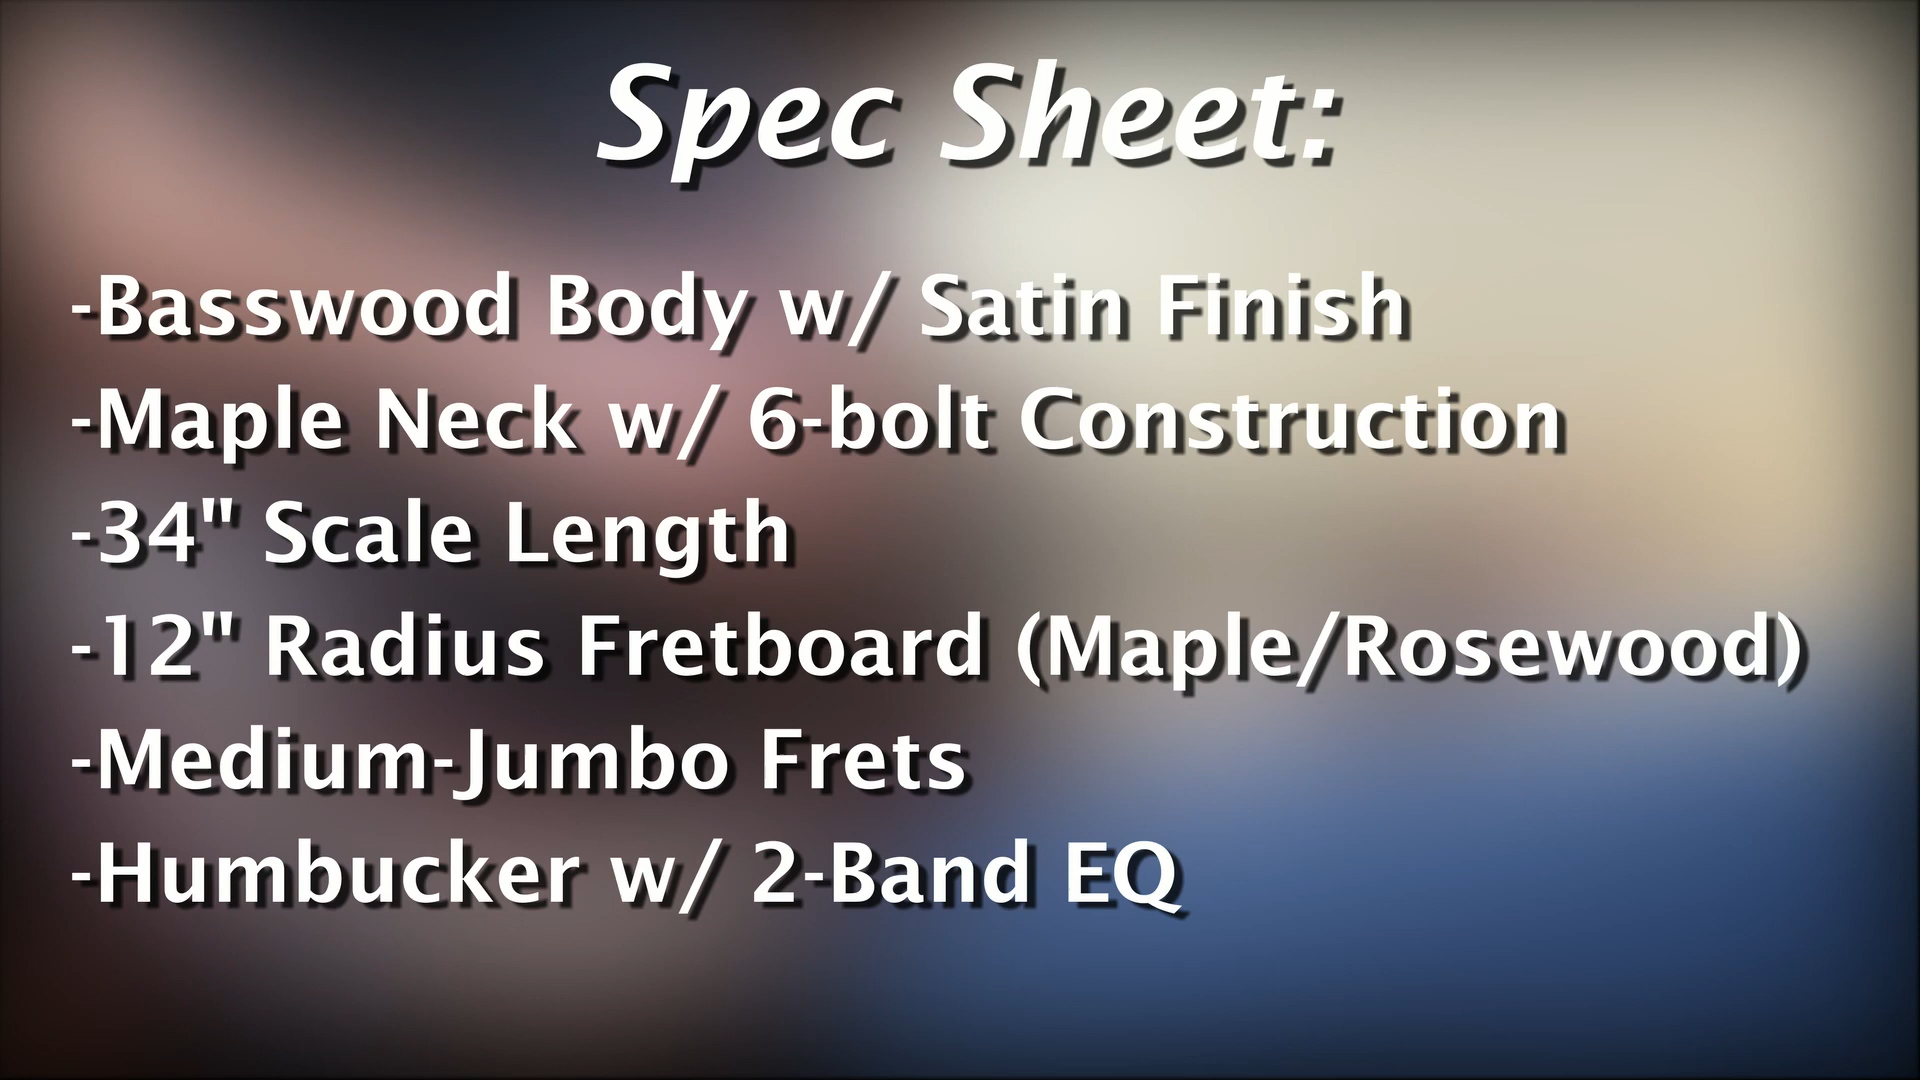 Spec Sheet:
-Basswood Body w/ Satin Finish
-Maple Neck w/ 6-bolt Construction
-34" Scale Length
-12" Radius Fretboard (Maple/Rosewood)
-Medium-Jumbo Frets
-Humbucker w/ 2-Band EQ